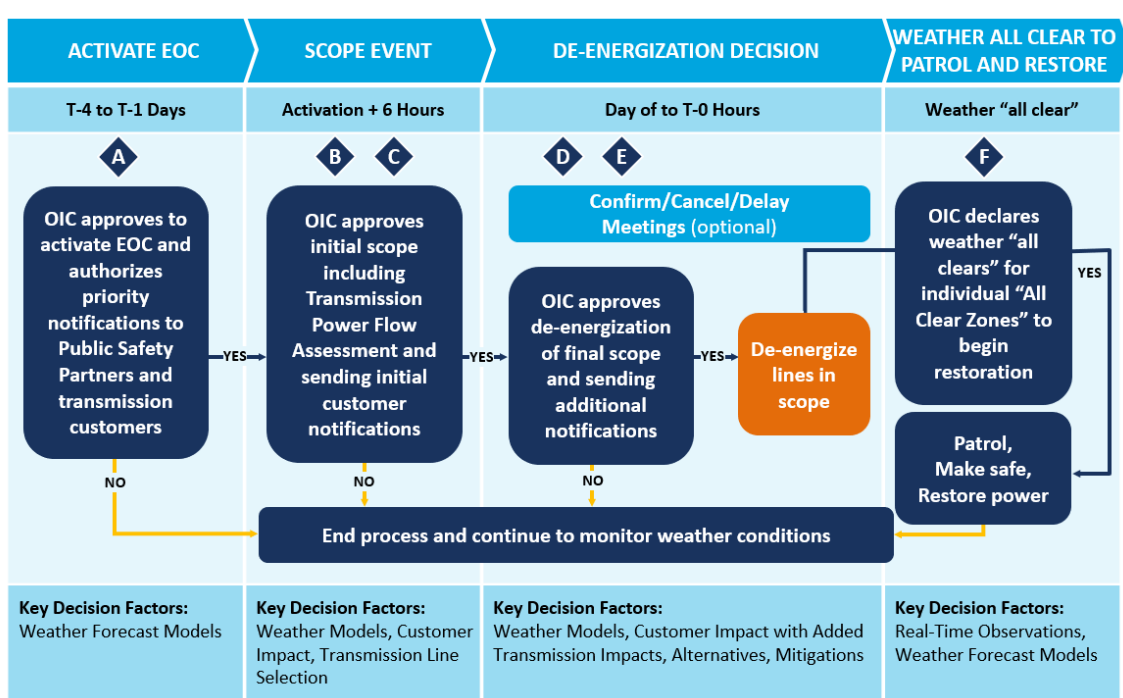 ACTIVATE EOC
SCOPE EVENT
DE-ENERGIZATION DECISION
WEATHER ALL CLEAR TO
PATROL AND RESTORE
T-4 to T-1 Days
Activation + 6 Hours
Day of to T-0 Hours
Weather “all clear”
A
OIC approves to
activate EOC and
authorizes
priority
notifications to
Public Safety
Partners and
transmission
customers
YES
NO
B
C
OIC approves
initial scope
including
Transmission
Power Flow
Assessment and
sending initial
customer
notifications
YES
NO
D
E
Confirm/Cancel/Delay
Meetings (optional)
OIC approves
de-energization
of final scope
and sending
additional
notifications
YES
NO
De-energize
lines in
scope
F
OIC declares
weather “all
clears” for
individual “All
Clear Zones” to
begin
restoration
YES
Patrol,
Make safe,
Restore power
End process and continue to monitor weather conditions
Key Decision Factors:
Weather Forecast Models
Key Decision Factors:
Weather Models, Customer
Impact, Transmission Line
Selection
Key Decision Factors:
Weather Models, Customer Impact with Added
Transmission Impacts, Alternatives, Mitigations
Key Decision Factors:
Real-Time Observations,
Weather Forecast Models